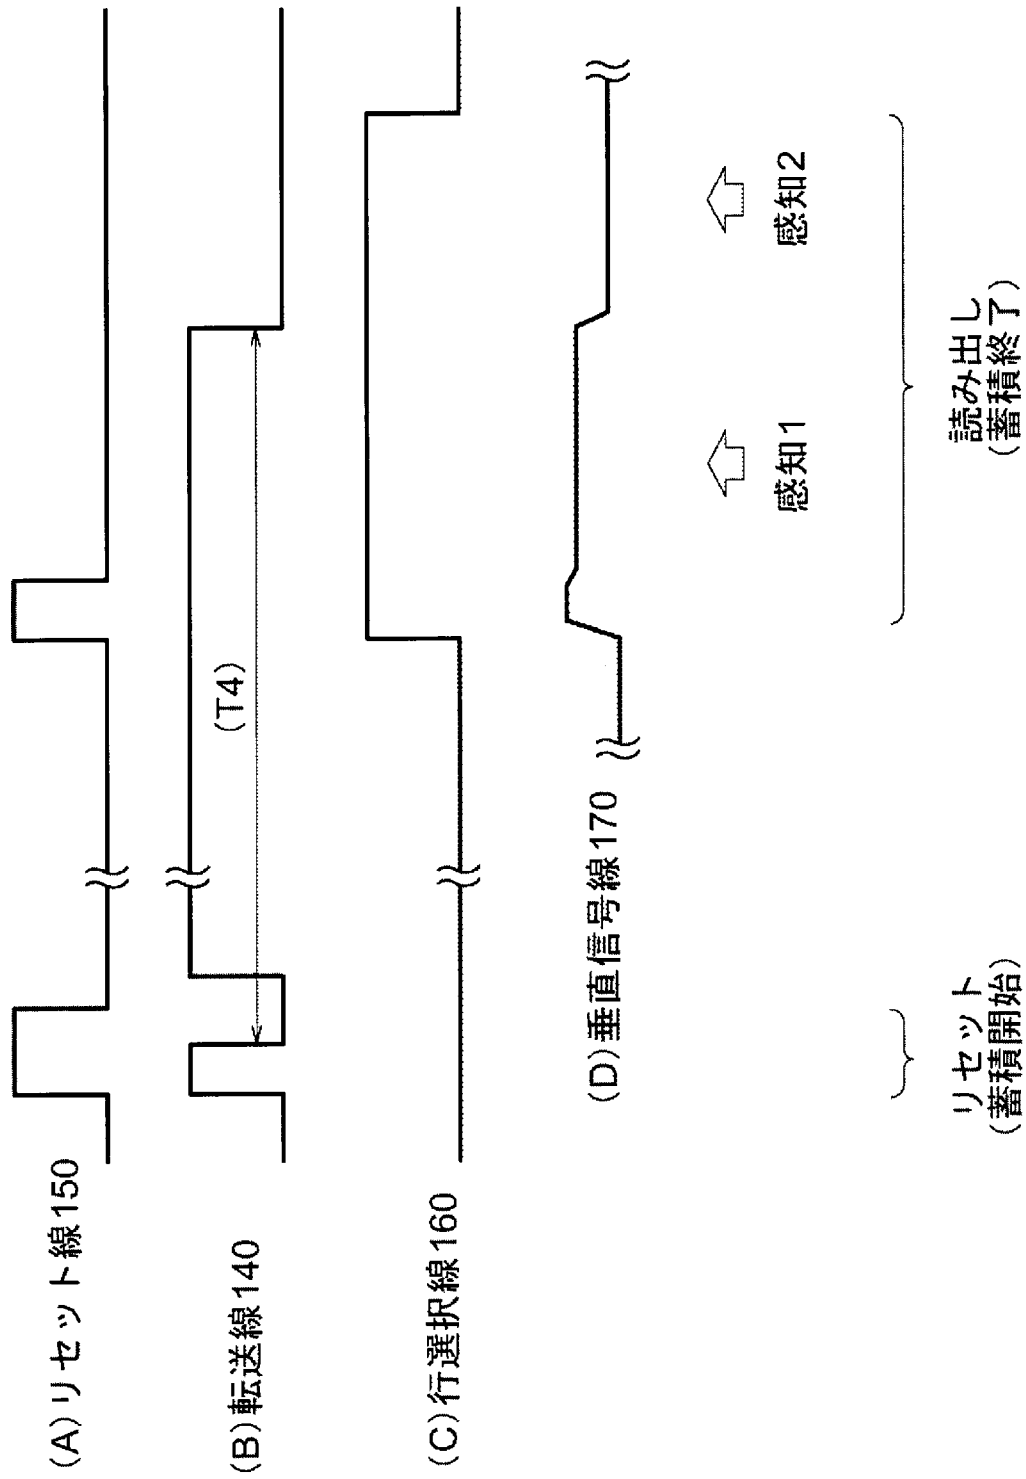 (A)リセット線150
(B)転送線140
(T4)
(C)行選択線160
(D)垂直信号線170
感知1
感知2
リセット
(蓄積開始)
読み出し
(蓄積終了)